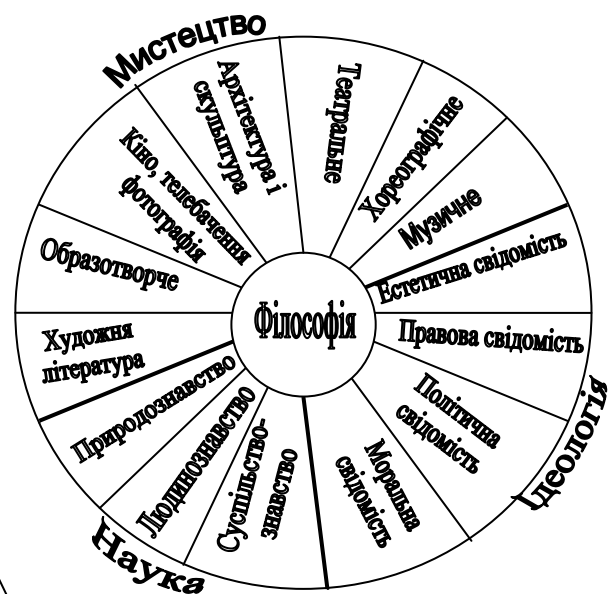 Мистецтво
Архітектура і
скульптура
Театральне
Хореографічне
Музичне
Кіно, телебачення
фотографія
Образотворче
Художня
література
Філософія
Естетична свідомість
Правова свідомість
Політична
свідомість
Моральна
свідомість
Ідеологія
Природознавство
Людинознавство
Суспільство-
знавство
Наука